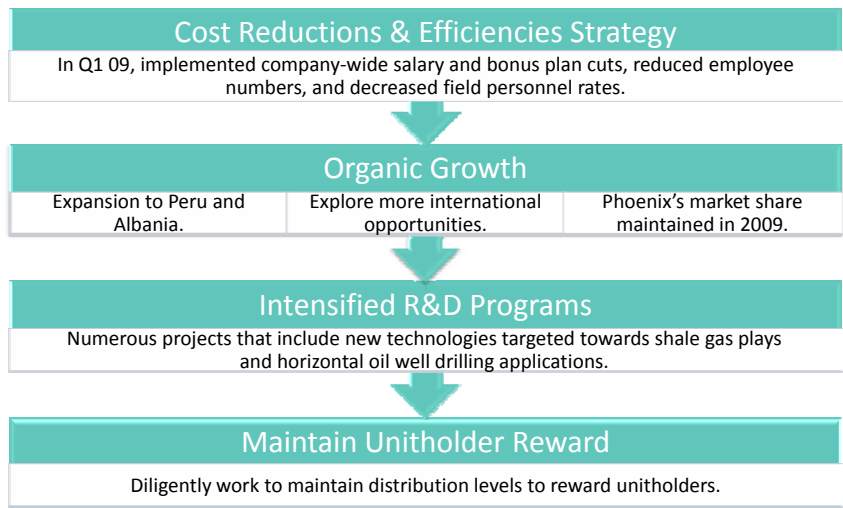 Cost Reductions & Efficiencies Strategy
In Q1 09, implemented company-wide salary and bonus plan cuts, reduced employee
numbers, and decreased field personnel rates.
Organic Growth
Expansion to Peru and
Albania.
Explore more international
opportunities.
Phoenix's market share
maintained in 2009.
Intensified R&D Programs
Numerous projects that include new technologies targeted towards shale gas plays
and horizontal oil well drilling applications.
Maintain Unitholder Reward
Diligently work to maintain distribution levels to reward unitholders.